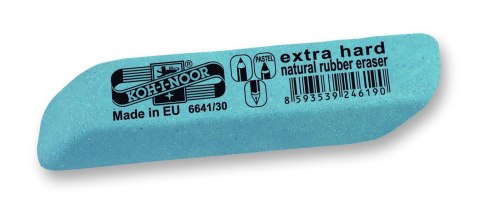 KOH-I-NOOR
®
Made in EU 6641/30
PASTEL
extra hard
natural rubber eraser
8 593539 246190